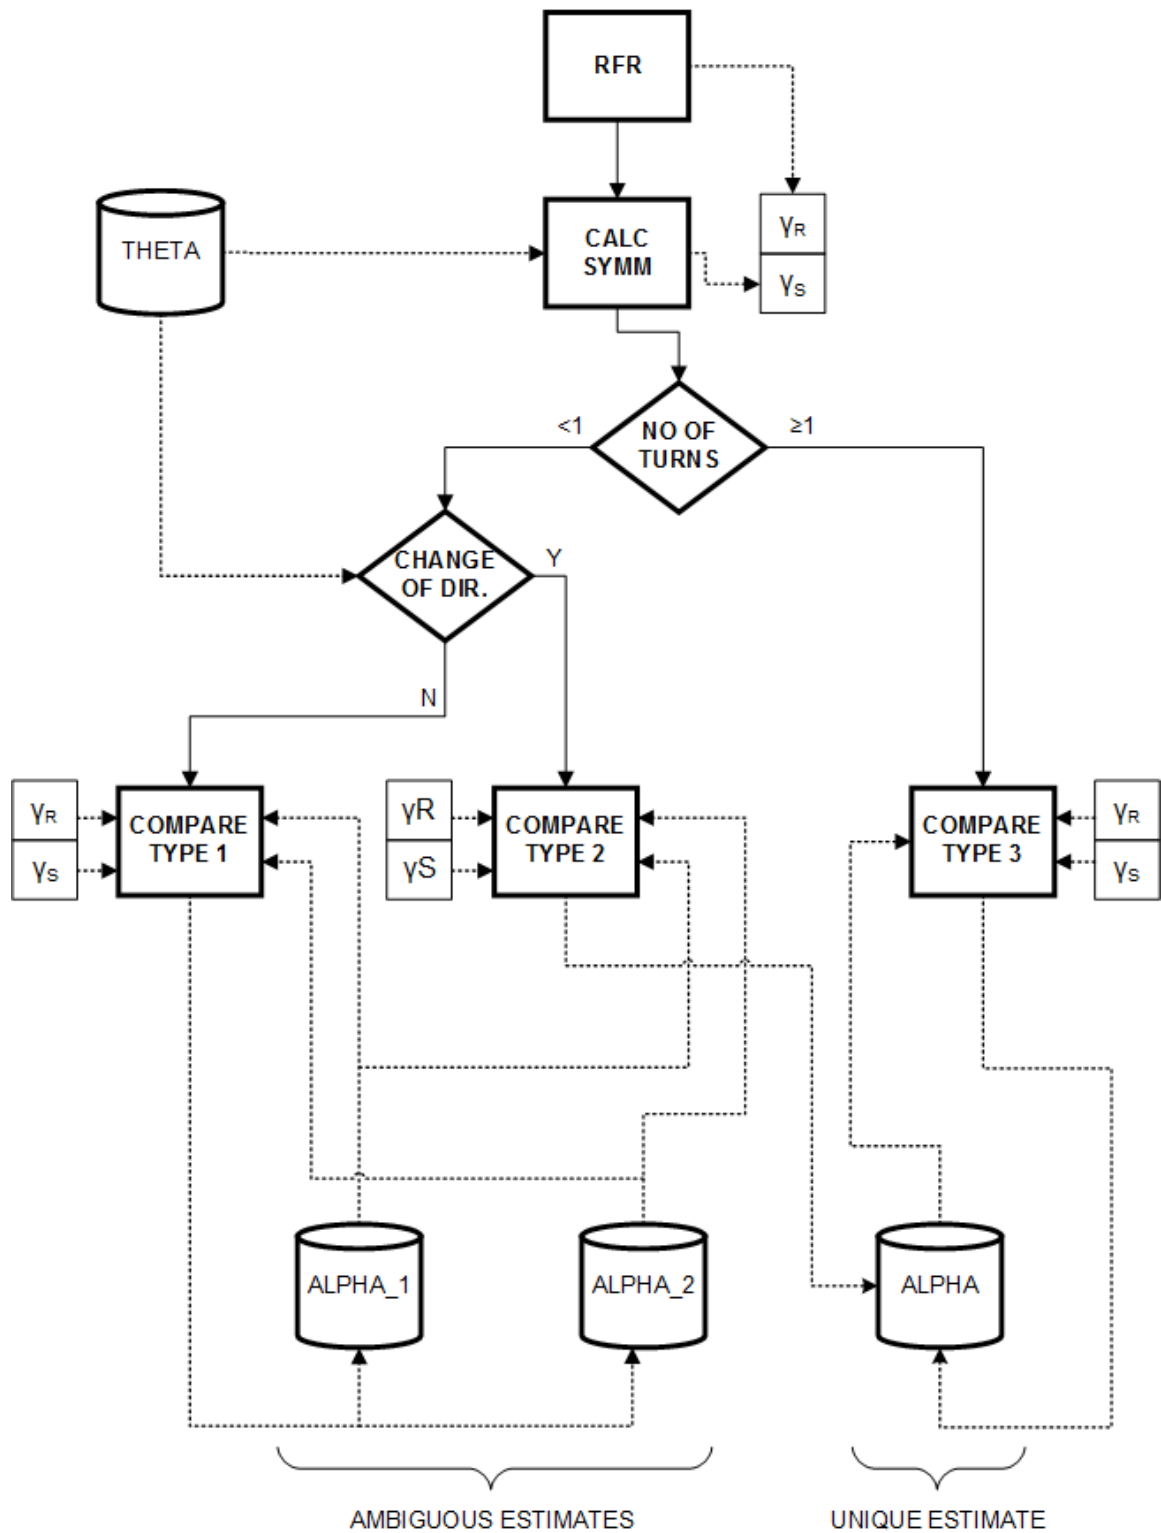 RFR
γR
THETA
CALC
SYMM
γS
<1
NO OF
TURNS
≥1
CHANGE
OF DIR.
Y
N
γR
COMPARE
TYPE 1
γS
γR
COMPARE
TYPE 2
γS
COMPARE
TYPE 3
γR
γS
ALPHA_1
ALPHA_2
ALPHA
AMBIGUOUS ESTIMATES
UNIQUE ESTIMATE